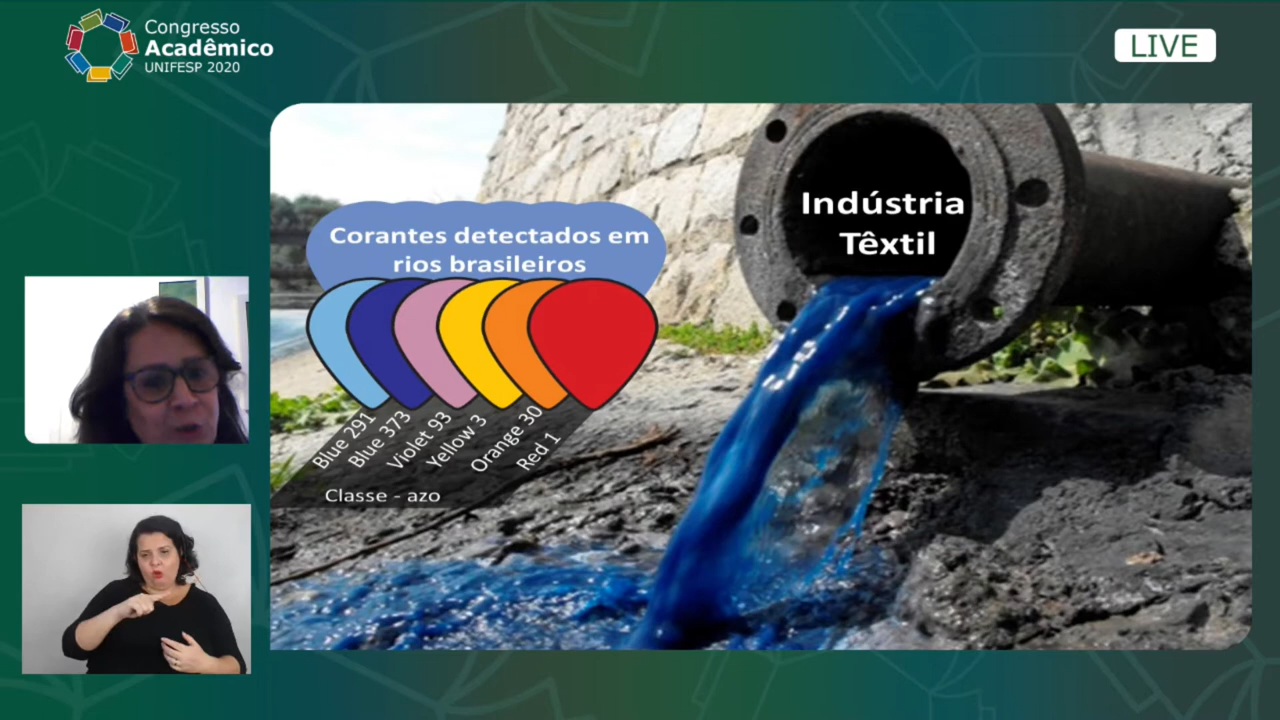 Congresso
Acadêmico
UNIFESP 2020
LIVE
Indústria
Têxtil
Corantes detectados em
rios brasileiros
Blue 291
Blue 373
Violet 93
Yellow 3
Orange 30
Red 1
Classe - azo